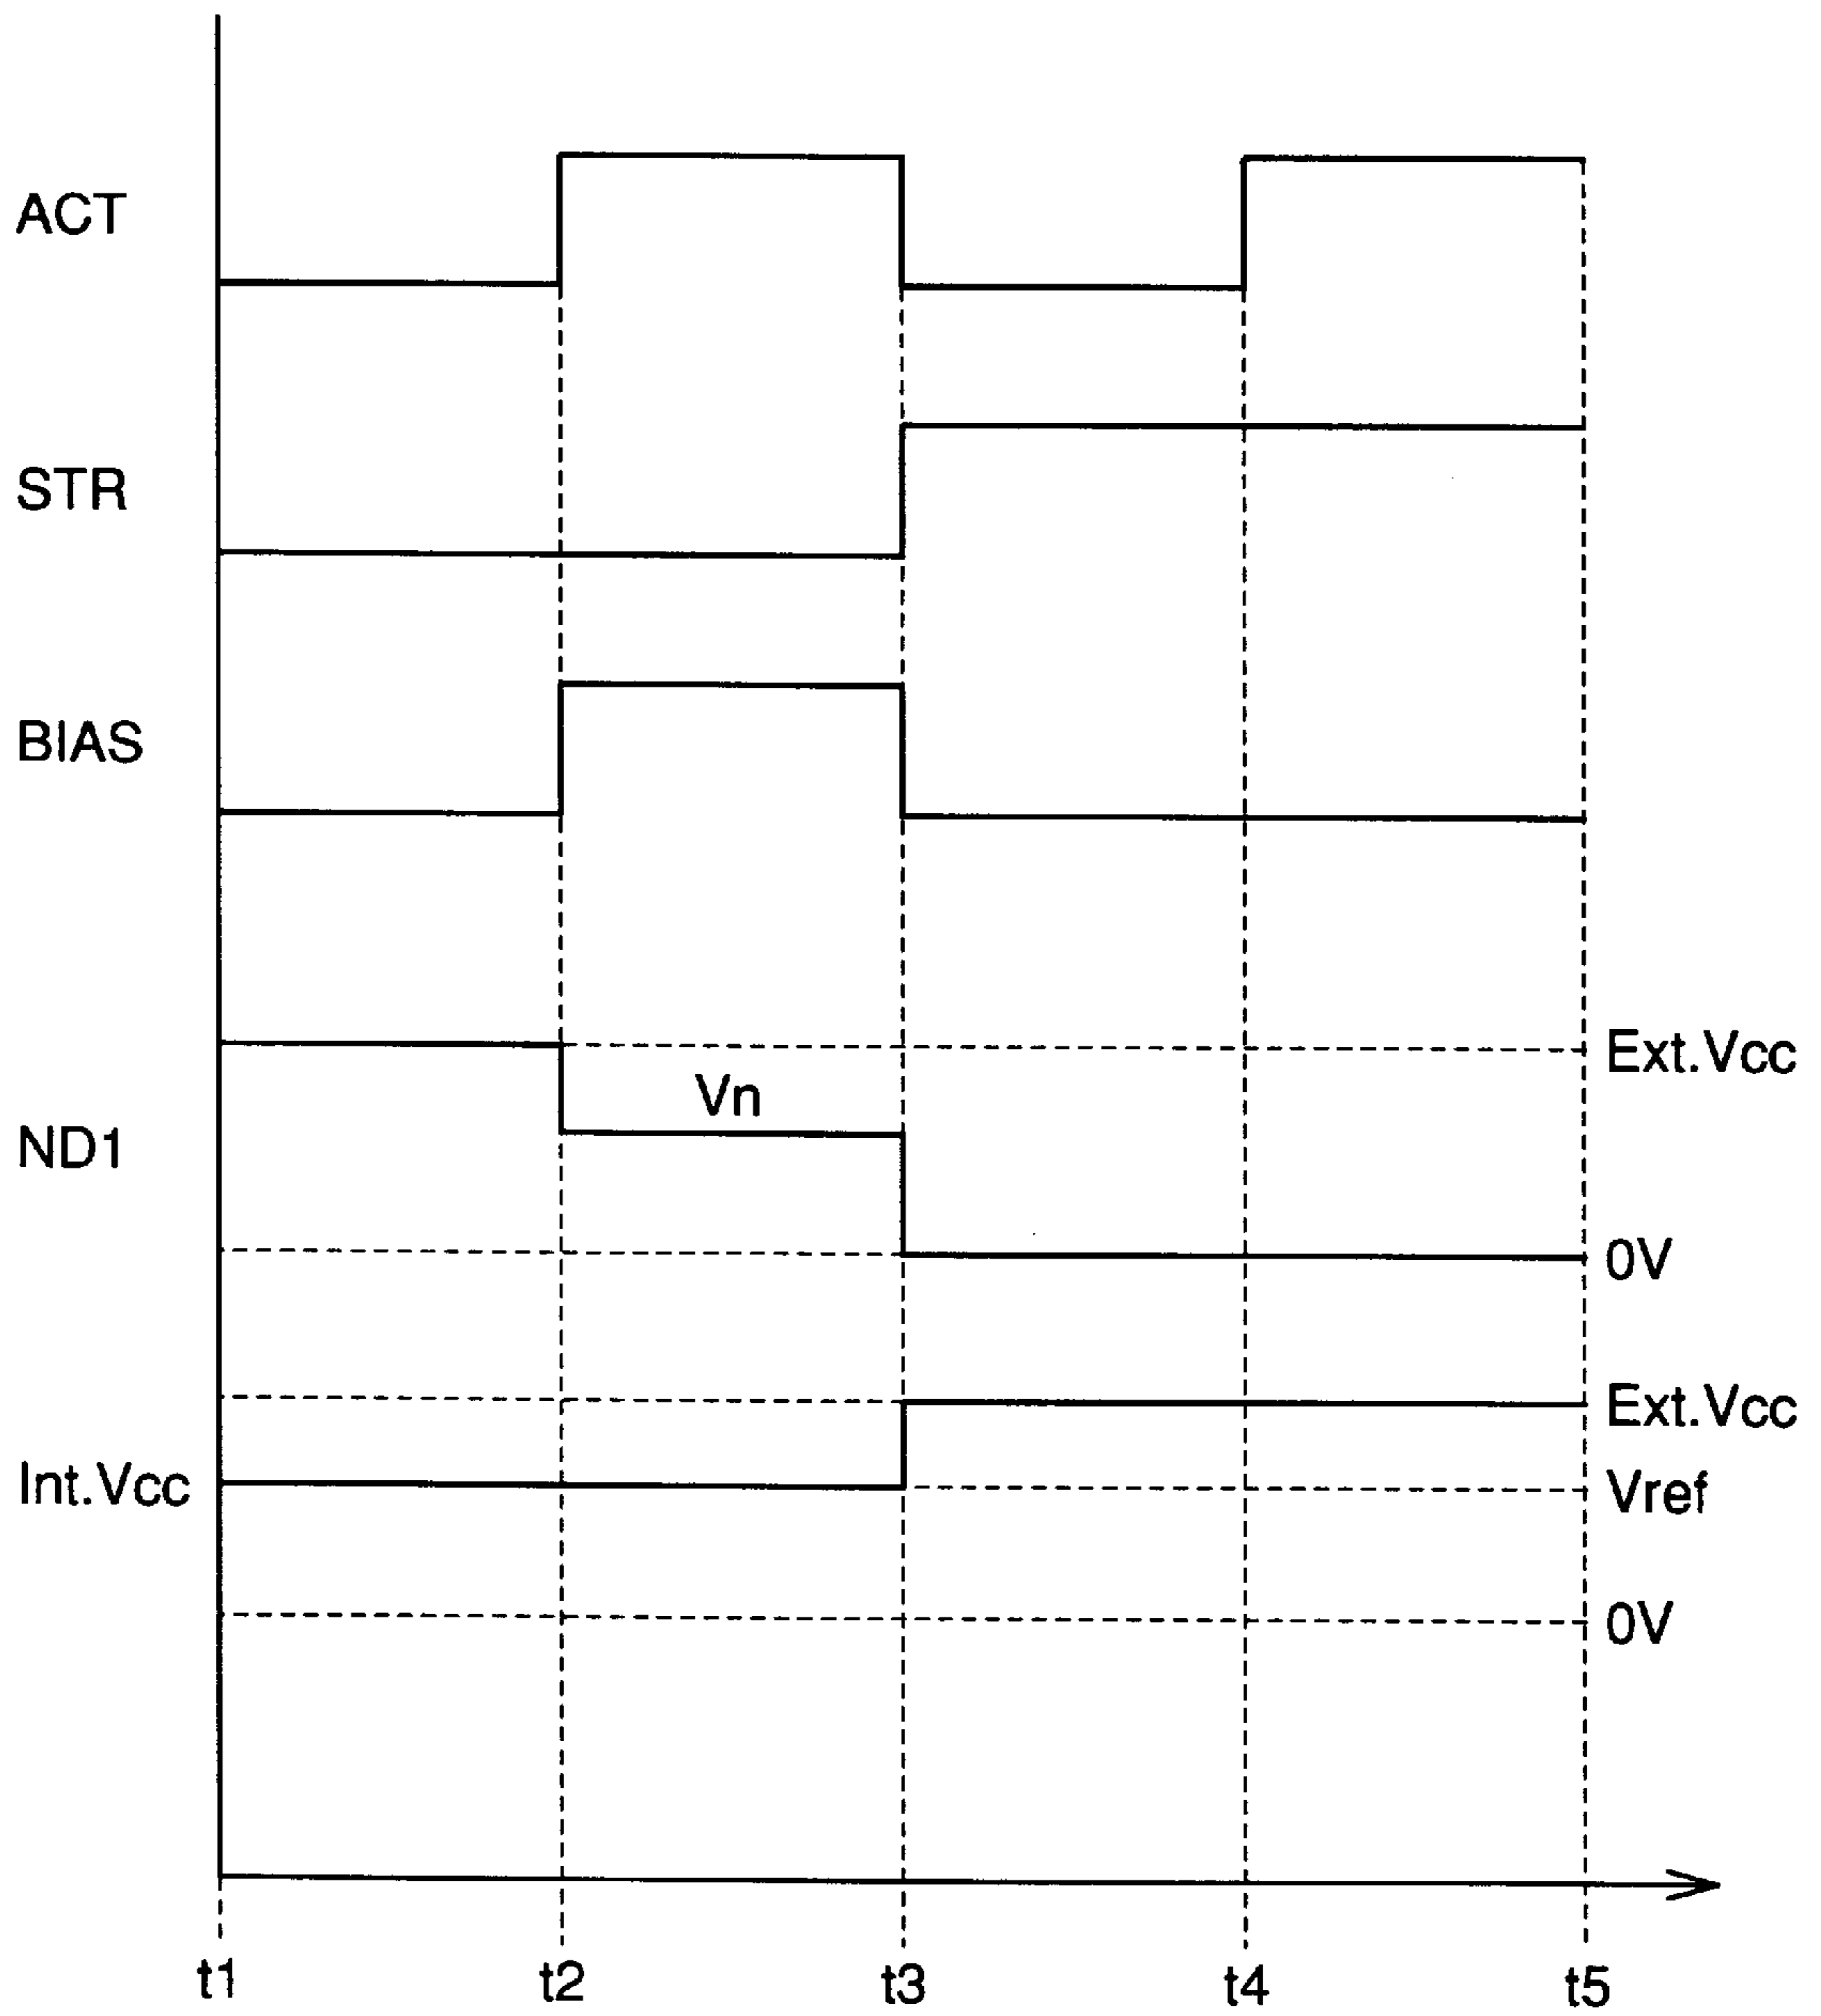 ACT
STR
BIAS
Ext.Vcc
Vn
ND1
0V
Ext.Vcc
Int.Vcc
Vref
0V
t1 t2 t3 t4 t5